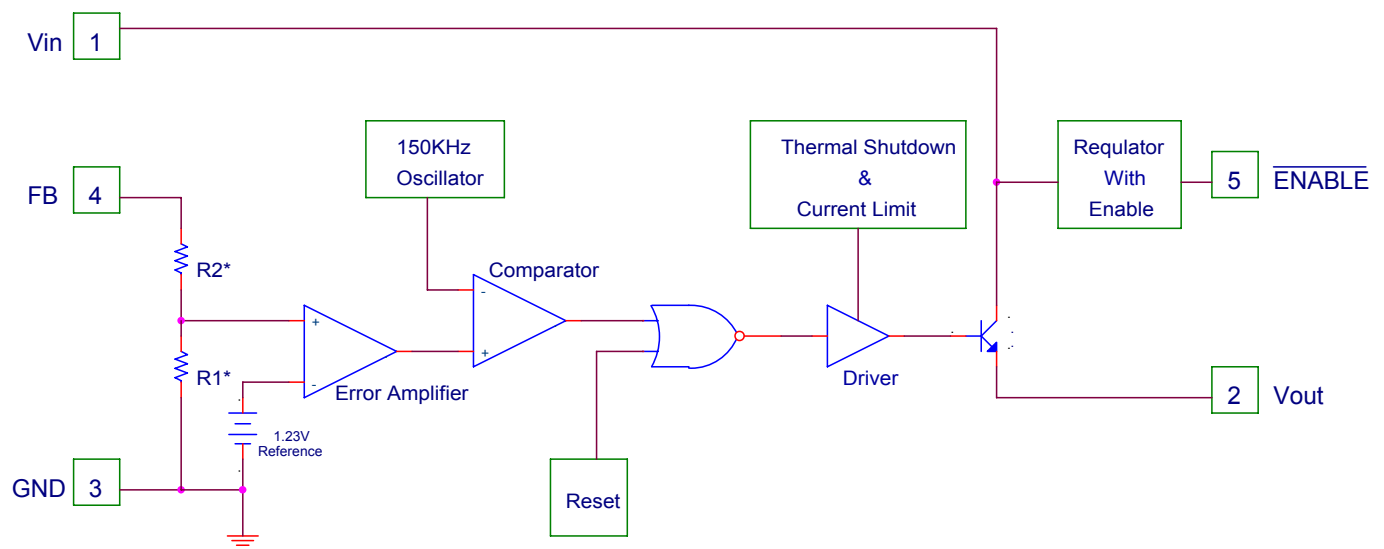 Vin
1
150KHz
Oscillator
Thermal Shutdown
&
Current Limit
Requlator
With
Enable
5
ENABLE
FB
4
R2*
Comparator
-
+
+
-
R1*
Error Amplifier
Driver
2
Vout
1.23V
Reference
GND
3
Reset